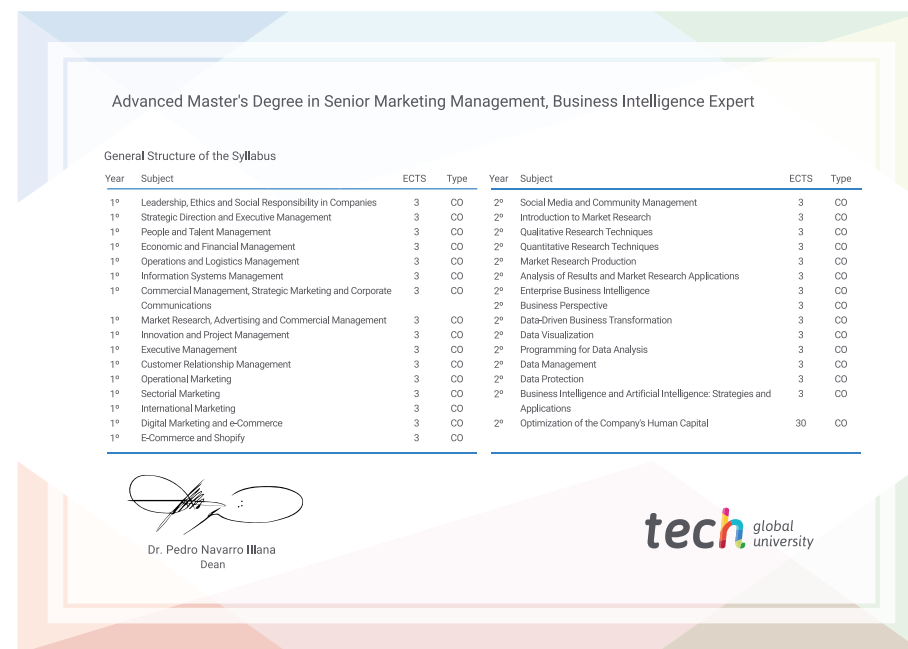 Advanced Master's Degree in Senior Marketing Management, Business Intelligence Expert
General Structure of the Syllabus
Year Subject ECTS Type
1º Leadership, Ethics and Social Responsibility in Companies 3 CO
1º Strategic Direction and Executive Management 3 CO
1º People and Talent Management 3 CO
1º Economic and Financial Management 3 CO
1º Operations and Logistics Management 3 CO
1º Information Systems Management 3 CO
1º Commercial Management, Strategic Marketing and Corporate 3 CO
Communications
1º Market Research, Advertising and Commercial Management 3 CO
1º Innovation and Project Management 3 CO
1º Executive Management 3 CO
1º Customer Relationship Management 3 CO
1º Operational Marketing 3 CO
1º Sectorial Marketing 3 CO
1º International Marketing 3 CO
1º Digital Marketing and e-Commerce 3 CO
1º E-Commerce and Shopify 3 CO
Year Subject ECTS Type
2º Social Media and Community Management 3 CO
2º Introduction to Market Research 3 CO
2º Qualitative Research Techniques 3 CO
2º Quantitative Research Techniques 3 CO
2º Market Research Production 3 CO
2º Analysis of Results and Market Research Applications 3 CO
2º Enterprise Business Intelligence 3 CO
2º Business Perspective 3 CO
2º Data-Driven Business Transformation 3 CO
2º Data Visualization 3 CO
2º Programming for Data Analysis 3 CO
2º Data Management 3 CO
2º Data Protection 3 CO
2º Business Intelligence and Artificial Intelligence: Strategies and 3 CO
Applications
2º Optimization of the Company's Human Capital 30 CO
Dr. Pedro Navarro Illana
Dean
tech global
university